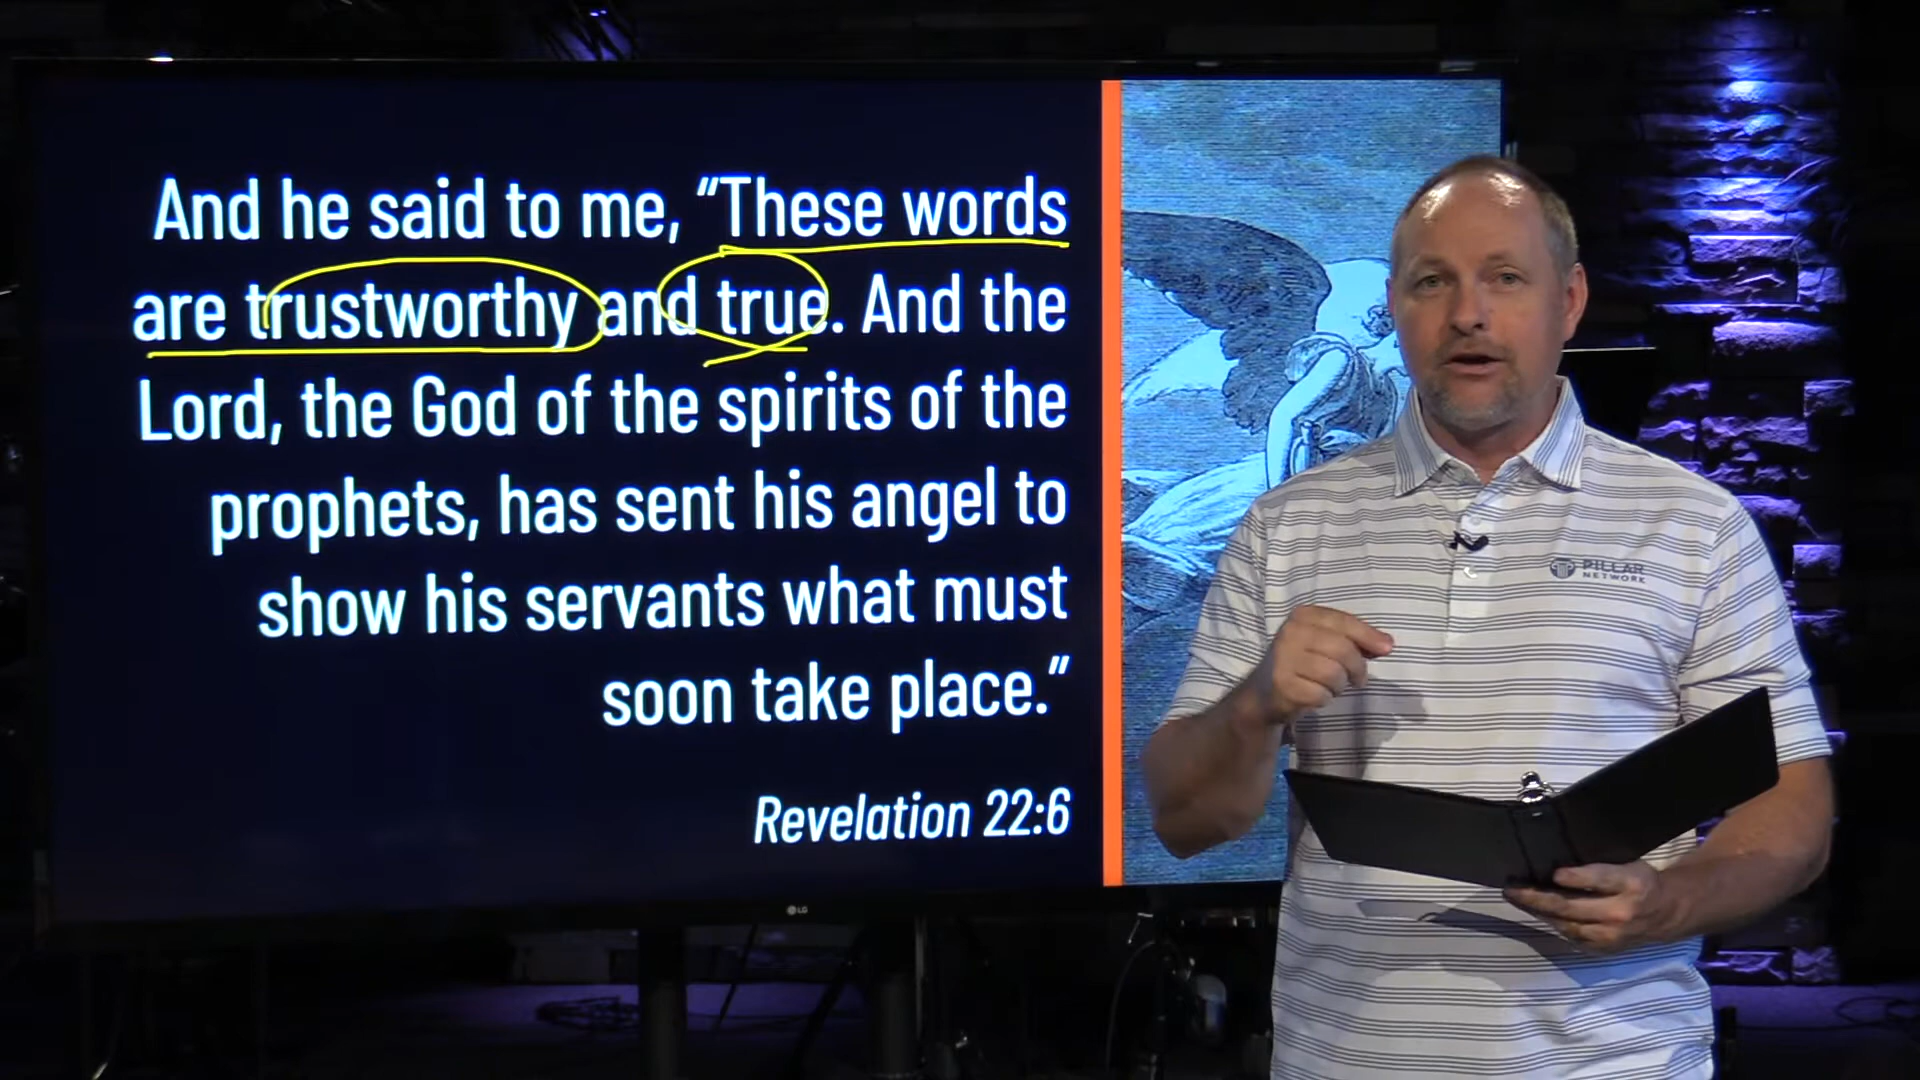 And he said to me, “These words
are trustworthy and true. And the
Lord, the God of the spirits of the
prophets, has sent his angel to
show his servants what must
soon take place.”
Revelation 22:6
LG
PILLAR
NETWORK